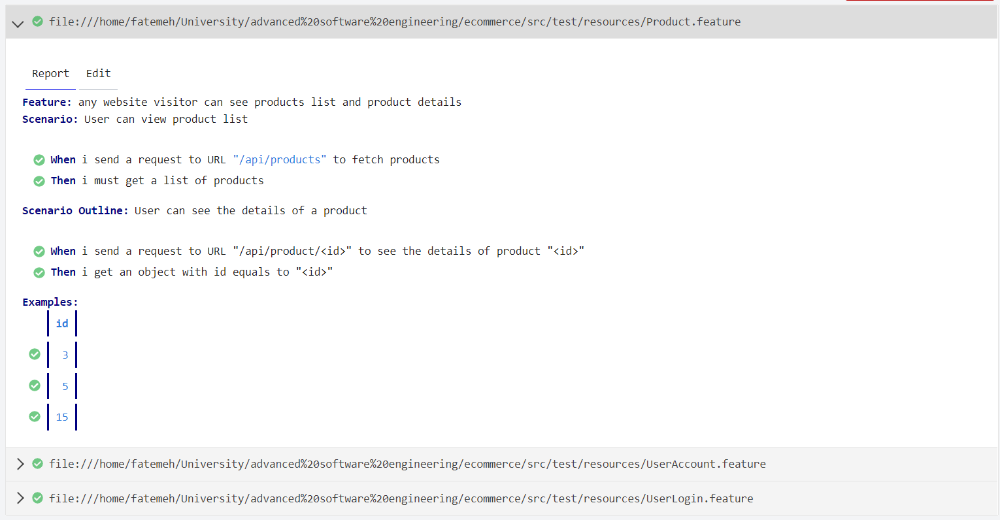 file:///home/fatemeh/University/advanced%20software%20engineering/ecommerce/src/test/resources/Product.feature
Report Edit
Feature: any website visitor can see products list and product details
Scenario: User can view product list
When i send a request to URL "/api/products" to fetch products
Then i must get a list of products
Scenario Outline: User can see the details of a product
When i send a request to URL "/api/product/<id>" to see the details of product "<id>"
Then i get an object with id equals to "<id>"
Examples:
id
3
5
15
file:///home/fatemeh/University/advanced%20software%20engineering/ecommerce/src/test/resources/UserAccount.feature
file:///home/fatemeh/University/advanced%20software%20engineering/ecommerce/src/test/resources/UserLogin.feature